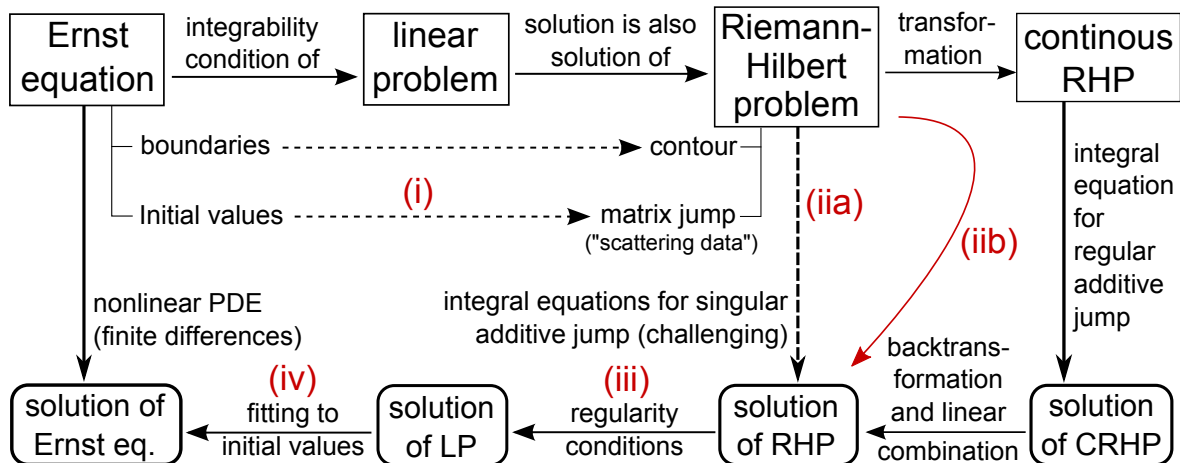 Ernst
equation
integrability
condition of
linear
problem
solution is also
solution of
Riemann-
Hilbert
problem
transfor-
mation
continous
RHP
boundaries
contour
(i)
Initial values
matrix jump
("scattering data")
(iia)
(iib)
integral
equation
for
regular
additive
jump
nonlinear PDE
(finite differences)
integral equations for singular
additive jump (challenging)
solution of
Ernst eq.
(iv)
fitting to
initial values
solution
of LP
(iii)
regularity
conditions
solution
of RHP
backtrans-
formation
and linear
combination
solution
of CRHP